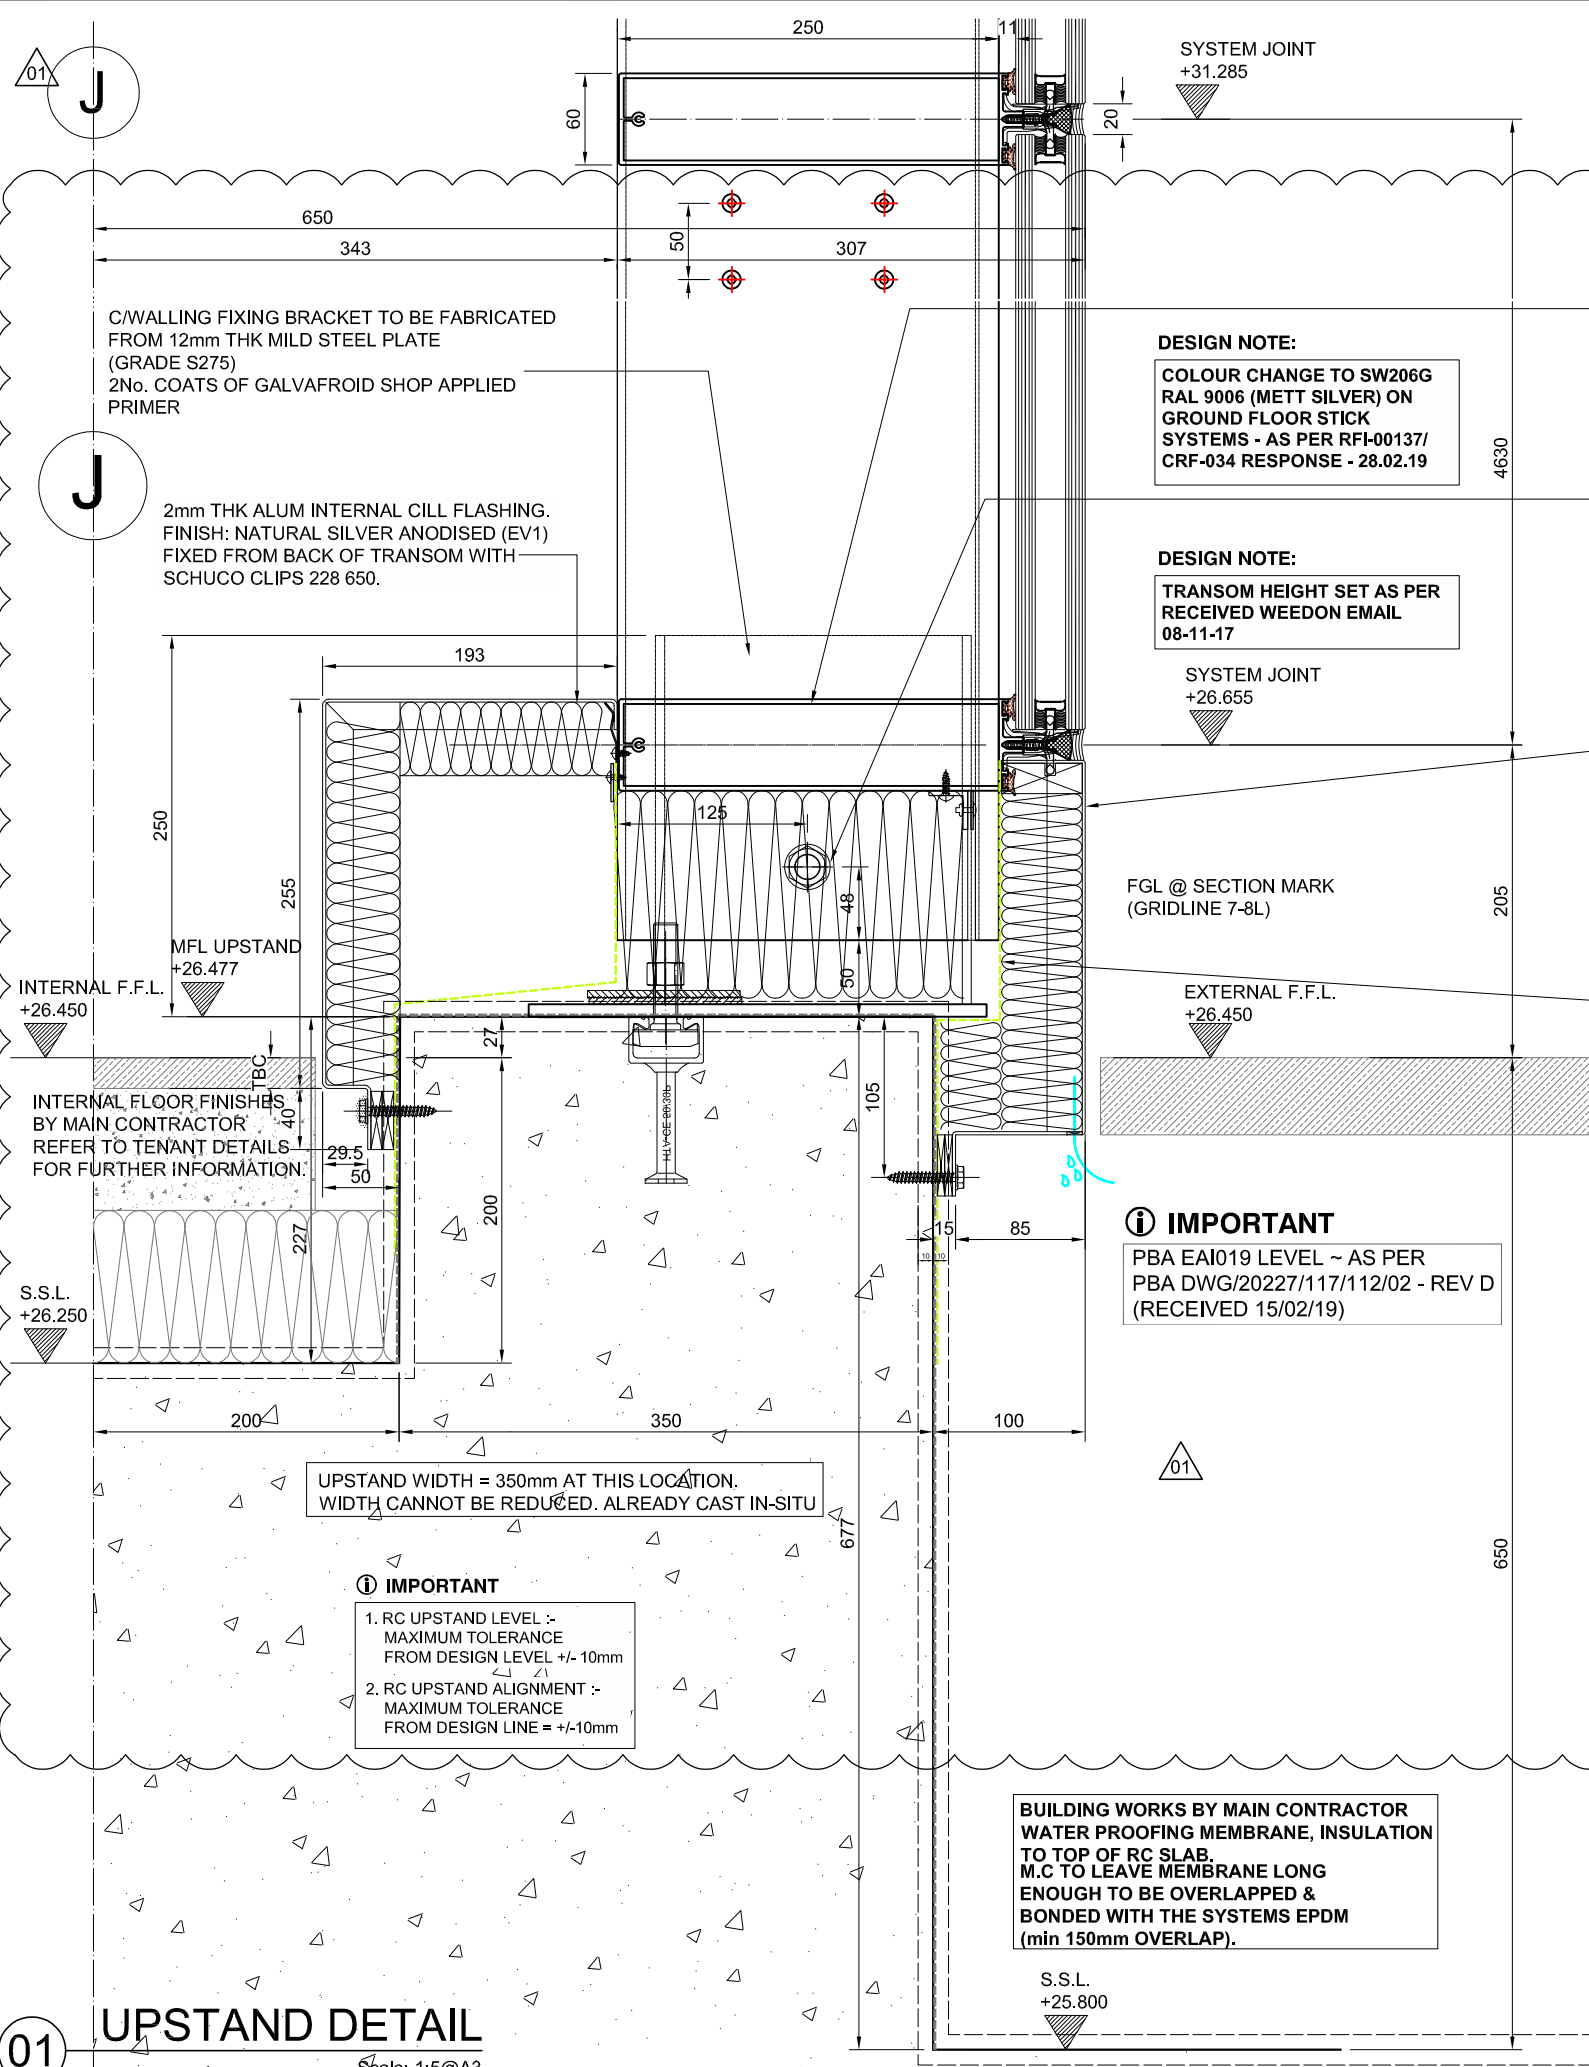 250
11
SYSTEM JOINT
+31.285
01
J
60
20
650
50
343
307
C/WALLING FIXING BRACKET TO BE FABRICATED
FROM 12mm THK MILD STEEL PLATE
(GRADE S275)
2No. COATS OF GALVAFROID SHOP APPLIED
PRIMER
DESIGN NOTE:
COLOUR CHANGE TO SW206G
RAL 9006 (METT SILVER) ON
GROUND FLOOR STICK
SYSTEMS - AS PER RFI-00137/
CRF-034 RESPONSE - 28.02.19
4630
J
2mm THK ALUM INTERNAL CILL FLASHING.
FINISH: NATURAL SILVER ANODISED (EV1)
FIXED FROM BACK OF TRANSOM WITH
SCHUCO CLIPS 228 650.
DESIGN NOTE:
TRANSOM HEIGHT SET AS PER
RECEIVED WEEDON EMAIL
08-11-17
193
SYSTEM JOINT
+26.655
250
125
255
48
FGL @ SECTION MARK
(GRIDLINE 7-8L)
205
MFL UPSTAND
+26.477
INTERNAL F.F.L.
+26.450
50
EXTERNAL F.F.L.
+26.450
27
TBC
INTERNAL FLOOR FINISHES
BY MAIN CONTRACTOR
REFER TO TENANT DETAILS
FOR FURTHER INFORMATION.
40
29.5
50
105
HTV-CE 20\30L
200
227
15
85
10
10
IMPORTANT
PBA EAI019 LEVEL ~ AS PER
PBA DWG/20227/117/112/02 - REV D
(RECEIVED 15/02/19)
S.S.L.
+26.250
200
350
100
01
UPSTAND WIDTH = 350mm AT THIS LOCATION.
WIDTH CANNOT BE REDUCED. ALREADY CAST IN-SITU
677
650
IMPORTANT
1. RC UPSTAND LEVEL :-
MAXIMUM TOLERANCE
FROM DESIGN LEVEL +/- 10mm
2. RC UPSTAND ALIGNMENT :-
MAXIMUM TOLERANCE
FROM DESIGN LINE = +/-10mm
BUILDING WORKS BY MAIN CONTRACTOR
WATER PROOFING MEMBRANE, INSULATION
TO TOP OF RC SLAB.
M.C TO LEAVE MEMBRANE LONG
ENOUGH TO BE OVERLAPPED &
BONDED WITH THE SYSTEMS EPDM
(min 150mm OVERLAP).
S.S.L.
+25.800
01
UPSTAND DETAIL
Scale: 1:5@A3